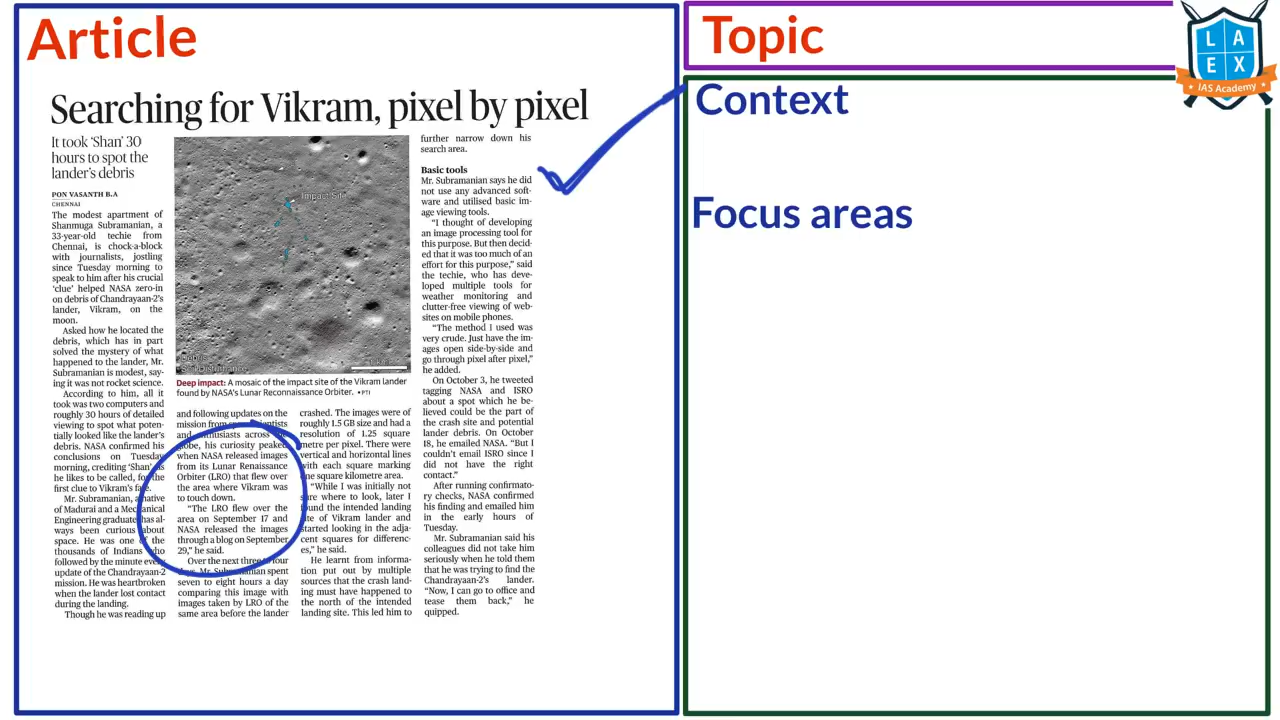 Article
Searching for Vikram, pixel by pixel
It took ‘Shan’ 30
hours to spot the
lander’s debris
PON VASANTH B.A
CHENNAI
The modest apartment of
Shanmuga Subramanian, a
33-year-old techie from
Chennai, is chock-a-block
with journalists, jostling
since Tuesday morning to
speak to him after his crucial
‘clue’ helped NASA zero-in
on debris of Chandrayaan-2’s
lander, Vikram, on the
moon.
Asked how he located the
debris, which has in part
solved the mystery of what
happened to the lander, Mr.
Subramanian is modest, say-
ing it was not rocket science.
According to him, all it
took was two computers and
roughly 30 hours of detailed
viewing to spot what poten-
tially looked like the lander’s
debris. NASA confirmed his
conclusions on Tuesday
morning, crediting ‘Shan’, as
he likes to be called, for the
first clue to Vikram’s fate.
Mr. Subramanian, a native
of Madurai and a Mechanical
Engineering graduate has al-
ways been curious about
space. He was one of the
thousands of Indians who
followed by the minute every
update of the Chandrayaan-2
mission. He was heartbroken
when the lander lost contact
during the landing.
Though he was reading up
Impact Site
Debris
Soil Disturbance
Deep impact: A mosaic of the impact site of the Vikram lander
found by NASA’s Lunar Reconnaissance Orbiter. •PTI
and following updates on the
mission from scientists
and enthusiasts across the
globe, his curiosity peaked
when NASA released images
from its Lunar Renaissance
Orbiter (LRO) that flew over
the area where Vikram was
to touch down.
“The LRO flew over the
area on September 17 and
NASA released the images
through a blog on September
29,” he said.
Over the next three to four
days, Mr. Subramanian spent
seven to eight hours a day
comparing this image with
images taken by LRO of the
same area before the lander
crashed. The images were of
roughly 1.5 GB size and had a
resolution of 1.25 square
metre per pixel. There were
vertical and horizontal lines
with each square marking
one square kilometre area.
“While I was initially not
sure where to look, later I
found the intended landing
site of Vikram lander and
started looking in the adja-
cent squares for differenc-
es,” he said.
He learnt from informa-
tion put out by multiple
sources that the crash land-
ing must have happened to
the north of the intended
landing site. This led him to
further narrow down his
search area.
Basic tools
Mr. Subramanian says he did
not use any advanced soft-
ware and utilised basic im-
age viewing tools.
“I thought of developing
an image processing tool for
this purpose. But then decid-
ed that it was too much of an
effort for this purpose,” said
the techie, who has deve-
loped multiple tools for
weather monitoring and
clutter-free viewing of web-
sites on mobile phones.
“The method I used was
very crude. Just have the im-
ages open side-by-side and
go through pixel after pixel,”
he added.
On October 3, he tweeted
tagging NASA and ISRO
about a spot which he be-
lieved could be the part of
the crash site and potential
lander debris. On October
18, he emailed NASA. “But I
couldn’t email ISRO since I
did not have the right
contact.”
After running confirmato-
ry checks, NASA confirmed
his finding and emailed him
in the early hours of
Tuesday.
Mr. Subramanian said his
colleagues did not take him
seriously when he told them
that he was trying to find the
Chandrayaan-2’s lander.
“Now, I can go to office and
tease them back,” he
quipped.
Topic
Context
Focus areas
L A
E X
IAS Academy